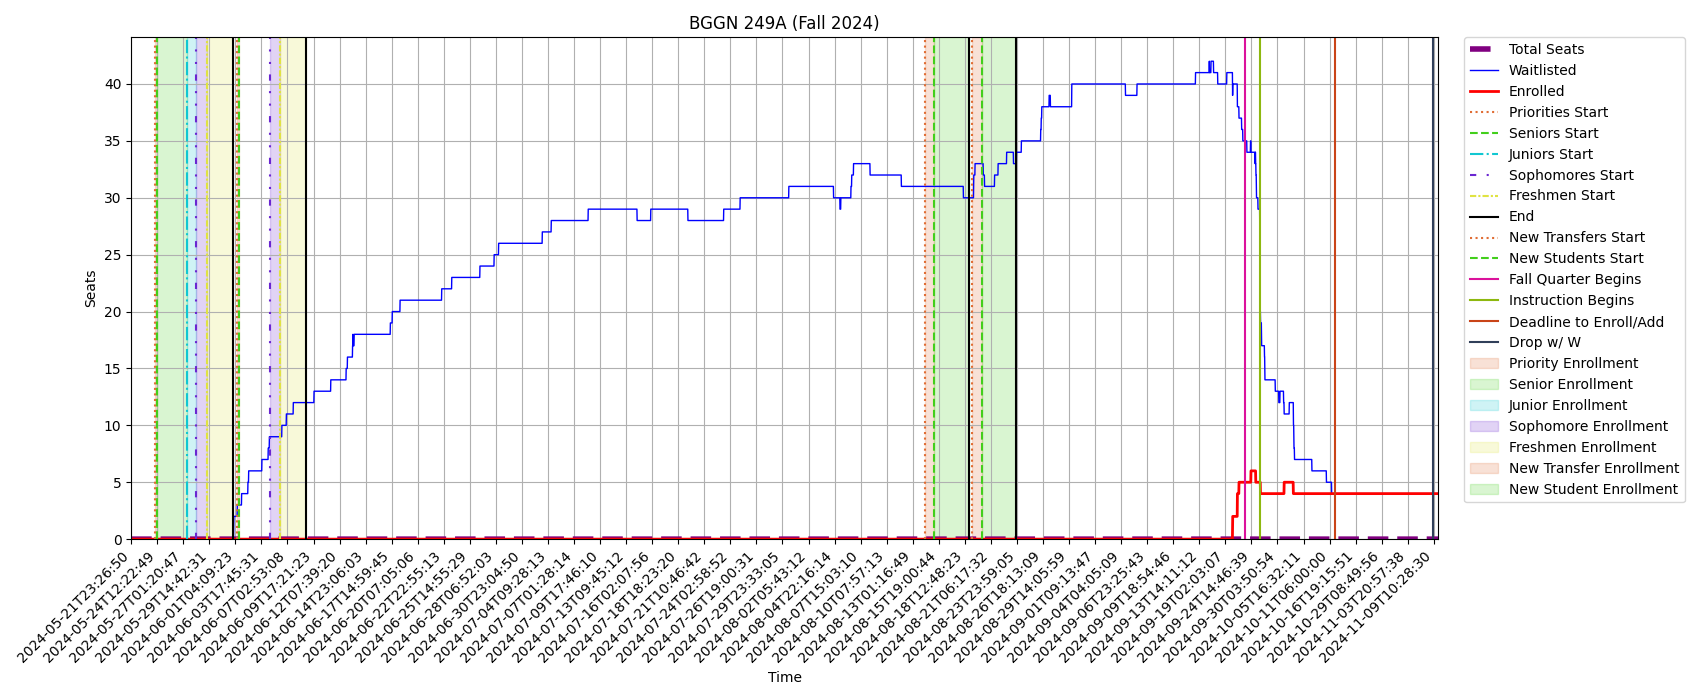 BGGN 249A (Fall 2024)
Seats
40
35
30
25
20
15
10
5
0
2024-05-21T23:26:50
2024-05-24T12:22:49
2024-05-27T01:20:47
2024-05-29T14:42:31
2024-06-01T04:09:23
2024-06-03T17:45:31
2024-06-07T02:53:08
2024-06-09T17:21:23
2024-06-12T07:39:20
2024-06-14T23:06:03
2024-06-17T14:59:45
2024-06-20T07:05:06
2024-06-22T22:55:13
2024-06-25T14:55:29
2024-06-28T06:52:03
2024-06-30T23:04:50
2024-07-04T09:28:13
2024-07-07T01:28:14
2024-07-09T17:46:10
2024-07-13T09:45:12
2024-07-16T02:07:56
2024-07-18T18:23:20
2024-07-21T10:46:42
2024-07-24T02:58:52
2024-07-26T19:00:31
2024-07-29T23:33:05
2024-08-02T05:43:12
2024-08-04T22:16:14
2024-08-07T15:03:10
2024-08-10T07:57:13
2024-08-13T01:16:49
2024-08-15T19:00:44
2024-08-18T12:48:23
2024-08-21T06:17:32
2024-08-23T23:59:05
2024-08-26T18:13:09
2024-08-29T14:05:59
2024-09-01T09:13:47
2024-09-04T04:05:09
2024-09-06T23:25:43
2024-09-09T18:54:46
2024-09-13T14:11:12
2024-09-19T02:03:07
2024-09-24T14:46:39
2024-09-30T03:50:54
2024-10-05T16:32:11
2024-10-11T06:00:00
2024-10-16T19:15:51
2024-10-29T08:49:56
2024-11-03T20:57:38
2024-11-09T10:28:30
Time
Total Seats
Waitlisted
Enrolled
Priorities Start
Seniors Start
Juniors Start
Sophomores Start
Freshmen Start
End
New Transfers Start
New Students Start
Fall Quarter Begins
Instruction Begins
Deadline to Enroll/Add
Drop w/ W
Priority Enrollment
Senior Enrollment
Junior Enrollment
Sophomore Enrollment
Freshmen Enrollment
New Transfer Enrollment
New Student Enrollment